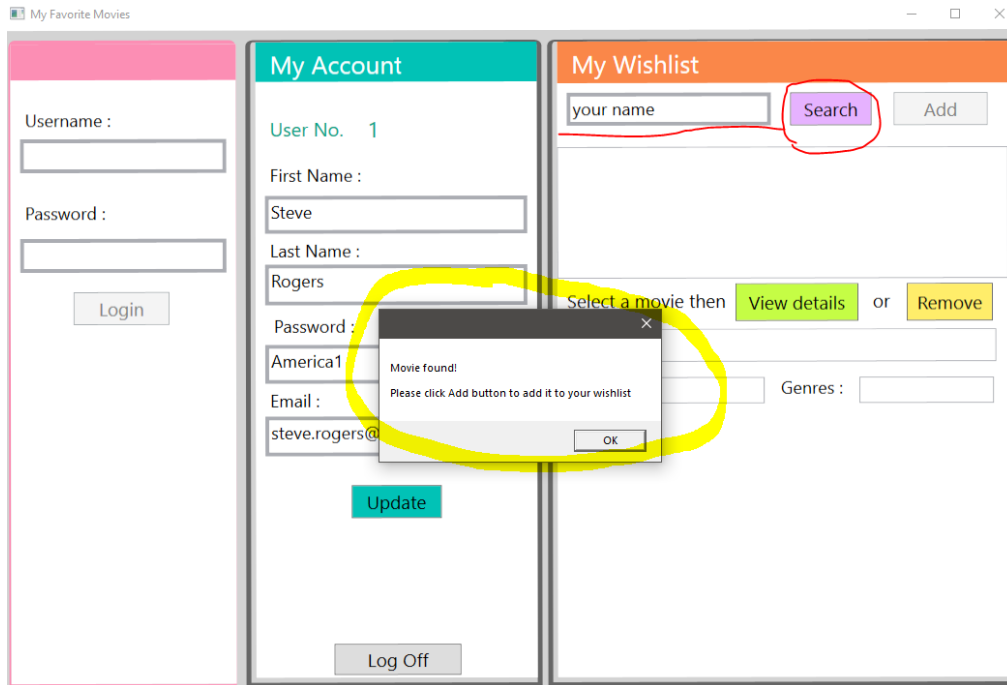 My Favorite Movies
Username :
Password :
Login
My Account
User No. 1
First Name :
Steve
Last Name :
Rogers
Password :
America1
Email :
steve.rogers@
Update
Log Off
My Wishlist
your name Search Add
Select a movie then View details or Remove
Genres :
Movie found!
Please click Add button to add it to your wishlist
OK